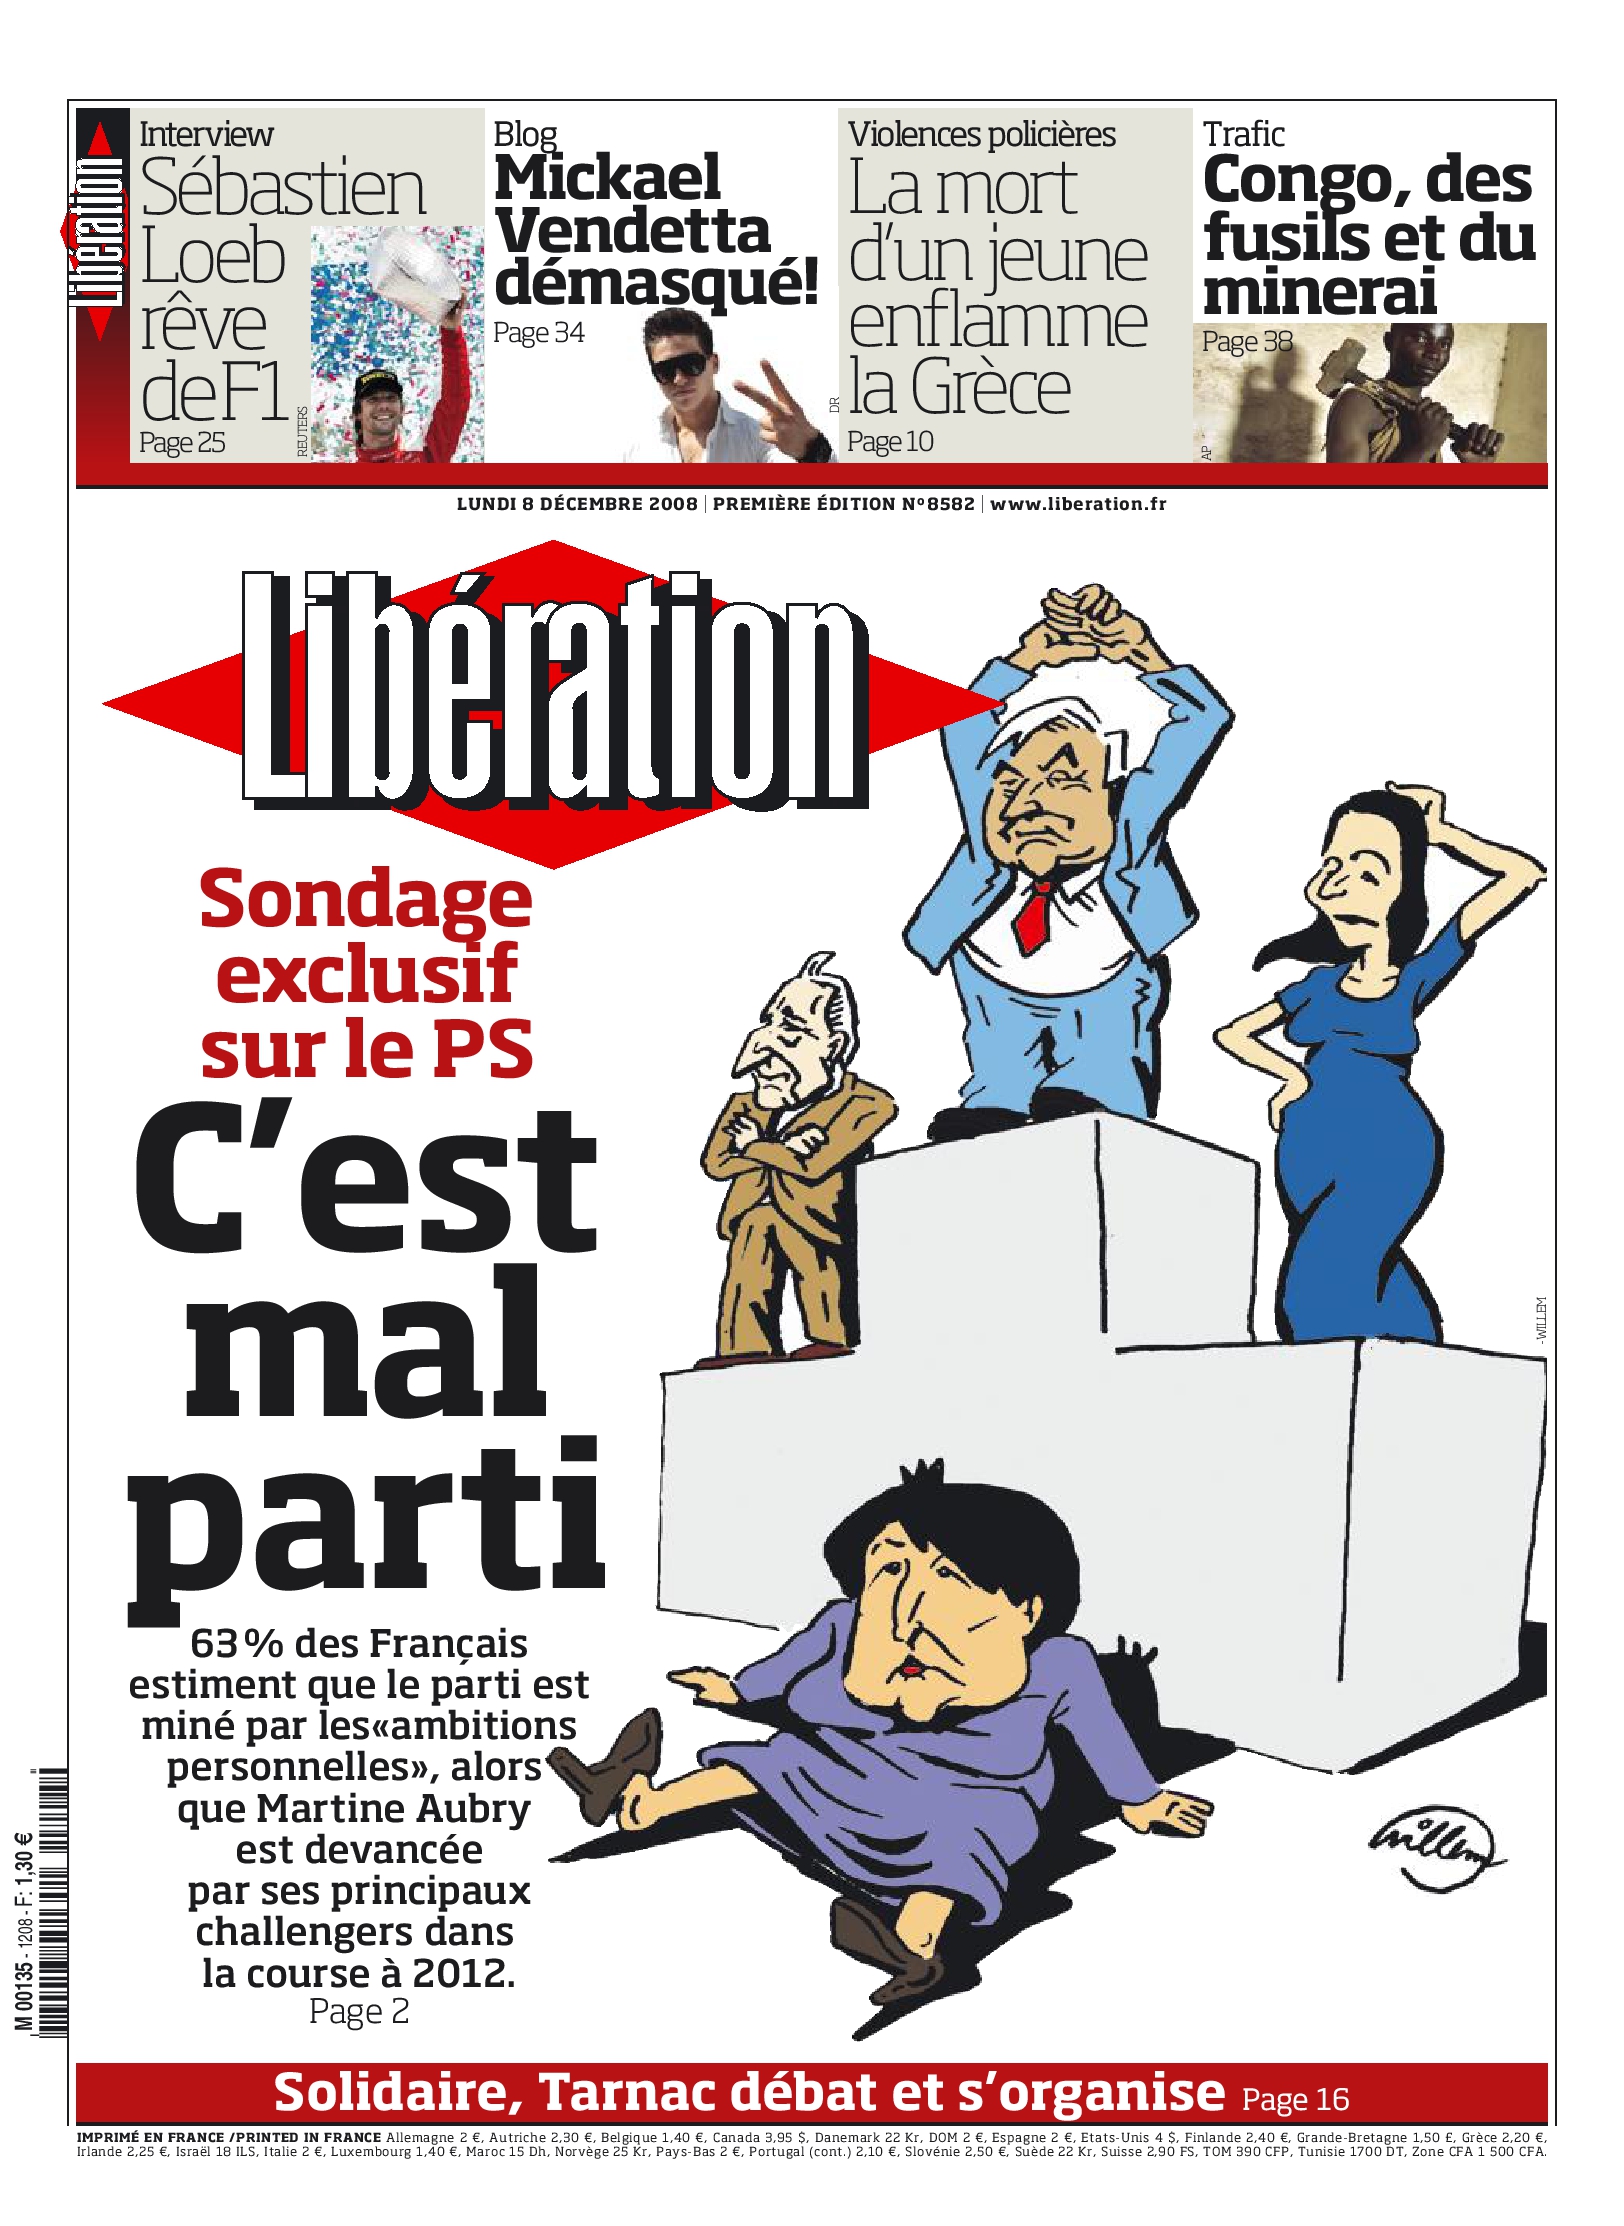 Libération
Interview
Sébastien
Loeb
rêve
de F1
Page 25
REUTERS
Blog
Mickael
Vendetta
démasqué!
Page 34
DR
Violences policières
La mort
d'un jeune
enflamme
la Grèce
Page 10
Trafic
Congo, des
fusils et du
minerai
Page 38
AP
LUNDI 8 DÉCEMBRE 2008 | PREMIÈRE ÉDITION Nº8582 | www.liberation.fr
Libération
Sondage
exclusif
sur le PS
C'est
mal
parti
63% des Français
estiment que le parti est
miné par les«ambitions
personnelles», alors
que Martine Aubry
est devancée
par ses principaux
challengers dans
la course à 2012.
Page 2
- WILLEM
Willem
M 00135 - 1208 - F: 1,30 €
Solidaire, Tarnac débat et s'organise Page 16
IMPRIMÉ EN FRANCE /PRINTED IN FRANCE Allemagne 2 €, Autriche 2,30 €, Belgique 1,40 €, Canada 3,95 $, Danemark 22 Kr, DOM 2 €, Espagne 2 €, Etats-Unis 4 $, Finlande 2,40 €, Grande-Bretagne 1,50 £, Grèce 2,20 €,
Irlande 2,25 €, Israël 18 ILS, Italie 2 €, Luxembourg 1,40 €, Maroc 15 Dh, Norvège 25 Kr, Pays-Bas 2 €, Portugal (cont.) 2,10 €, Slovénie 2,50 €, Suède 22 Kr, Suisse 2,90 FS, TOM 390 CFP, Tunisie 1700 DT, Zone CFA 1 500 CFA.